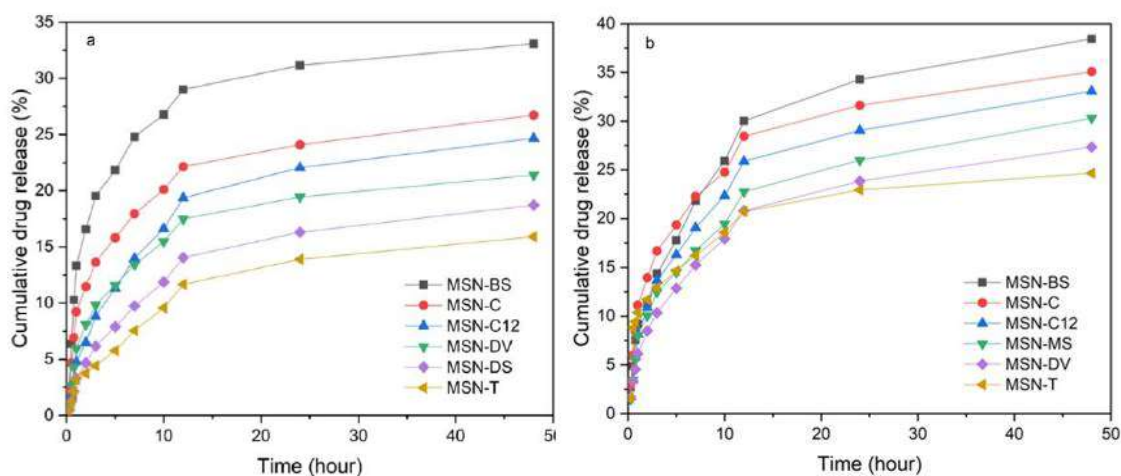 a
Cumulative drug release (%)
35
30
25
20
15
10
5
0
MSN-BS
MSN-C
MSN-C12
MSN-DV
MSN-DS
MSN-T
0
10
20
30
40
50
Time (hour)
b
Cumulative drug release (%)
40
35
30
25
20
15
10
5
0
MSN-BS
MSN-C
MSN-C12
MSN-MS
MSN-DV
MSN-T
0
10
20
30
40
50
Time (hour)